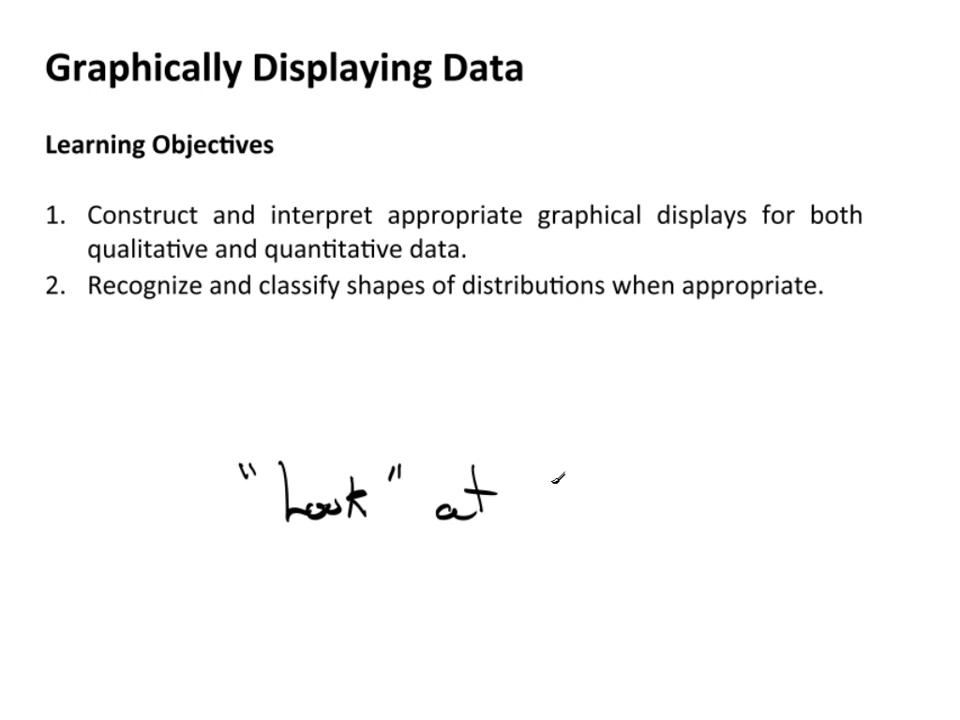 Graphically Displaying Data
Learning Objectives
1. Construct and interpret appropriate graphical displays for both
qualitative and quantitative data.
2. Recognize and classify shapes of distributions when appropriate.
"Look" at